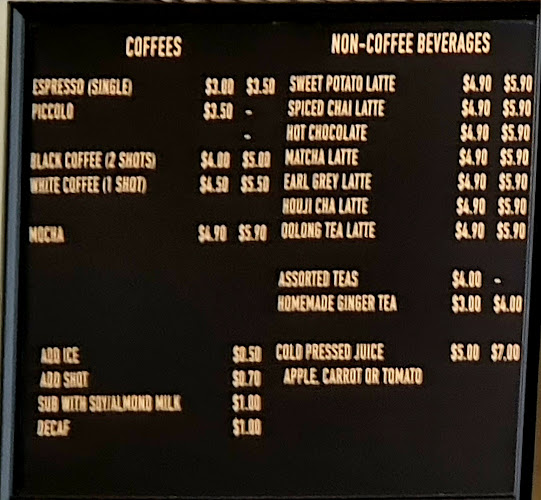 COFFEES
ESPRESSO (SINGLE) $3.00 $3.50
PICCOLO $3.50 -
-
BLACK COFFEE (2 SHOTS) $4.00 $5.00
WHITE COFFEE (1 SHOT) $4.50 $5.50
MOCHA $4.90 $5.90
ADD ICE $0.50
ADD SHOT $0.70
SUB WITH SOY/ALMOND MILK $1.00
DECAF $1.00
NON-COFFEE BEVERAGES
SWEET POTATO LATTE $4.90 $5.90
SPICED CHAI LATTE $4.90 $5.90
HOT CHOCOLATE $4.90 $5.90
MATCHA LATTE $4.90 $5.90
EARL GREY LATTE $4.90 $5.90
HOUJI CHA LATTE $4.90 $5.90
OOLONG TEA LATTE $4.90 $5.90
ASSORTED TEAS $4.00 -
HOMEMADE GINGER TEA $3.00 $4.00
COLD PRESSED JUICE $5.00 $7.00
APPLE, CARROT OR TOMATO